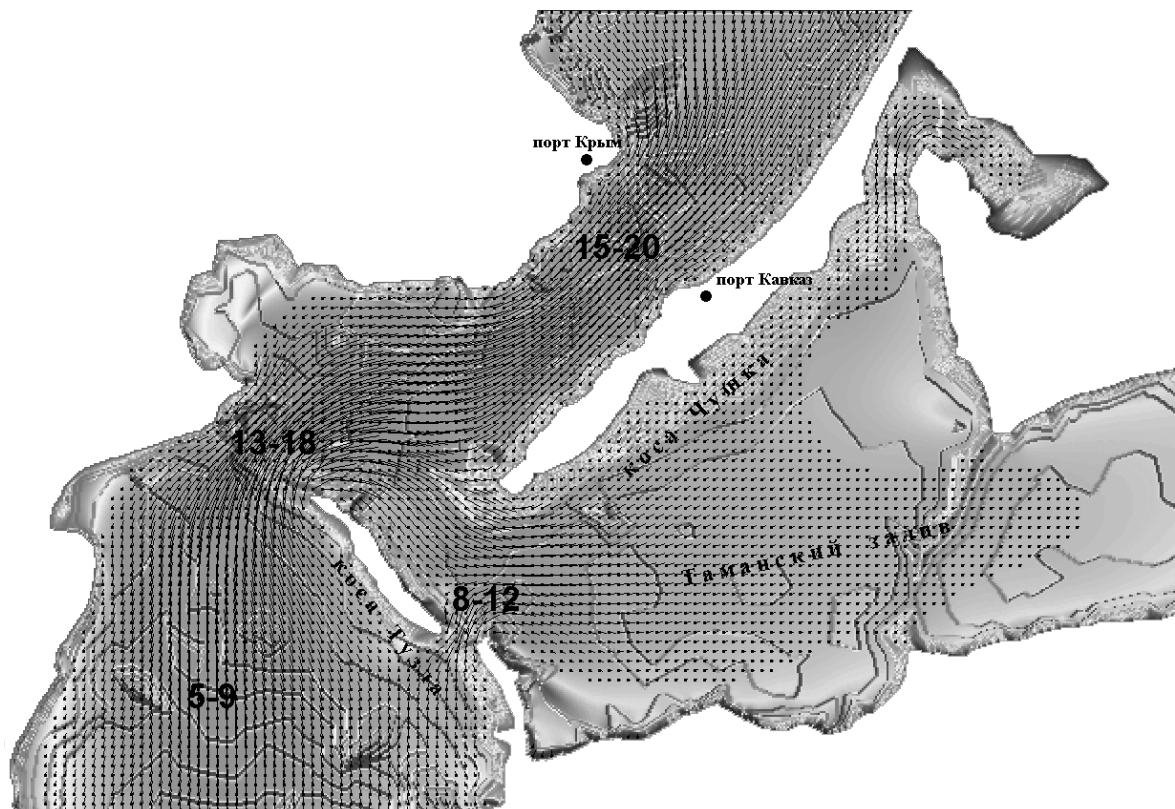 порт Крым
15-20
порт Кавказ
коса Чушка
13-18
Таманский залив
коса Тузла
8-12
5-9